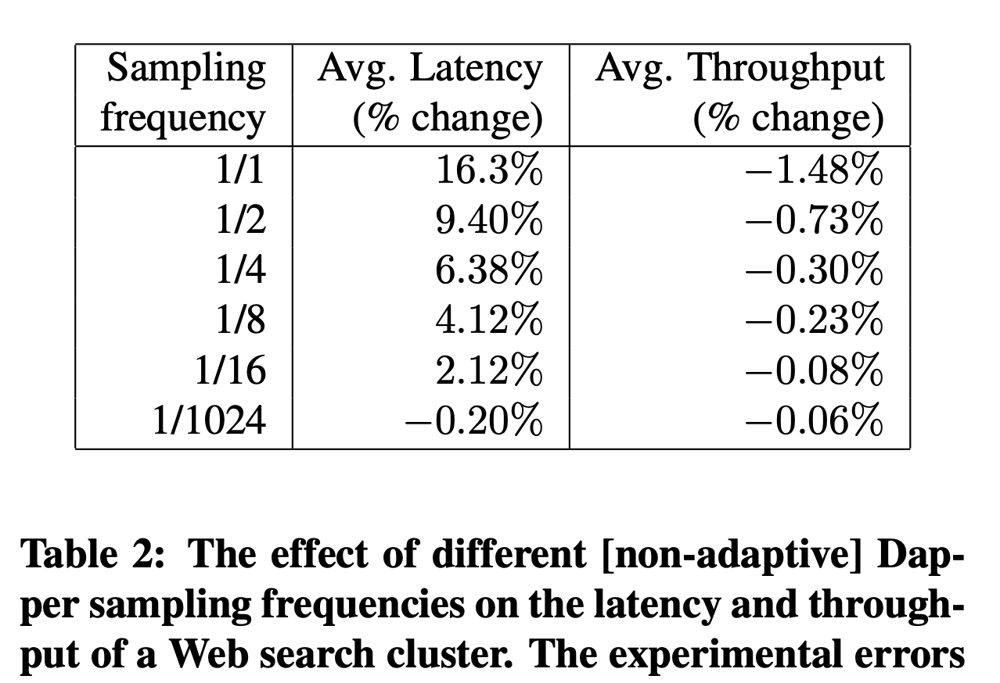 Sampling Avg. Latency Avg. Throughput
frequency (% change) (% change)
1/1 16.3% −1.48%
1/2 9.40% −0.73%
1/4 6.38% −0.30%
1/8 4.12% −0.23%
1/16 2.12% −0.08%
1/1024 −0.20% −0.06%
Table 2: The effect of different [non-adaptive] Dap-
per sampling frequencies on the latency and through-
put of a Web search cluster. The experimental errors